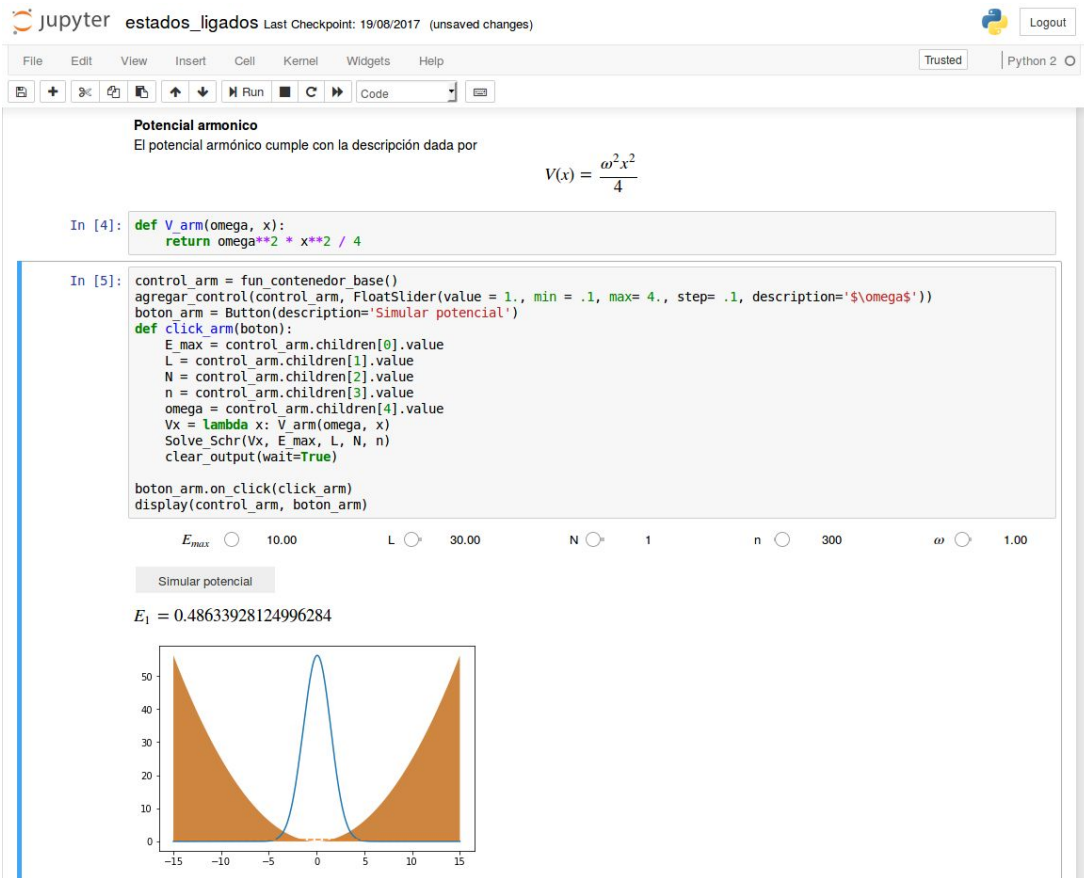 jupyter estados_ligados Last Checkpoint: 19/08/2017 (unsaved changes)
Logout
File Edit View Insert Cell Kernel Widgets Help
Trusted Python 2
Run Code
Potencial armonico
El potencial armónico cumple con la descripción dada por
V(x) = ω²x²/4
In [4]: def V_arm(omega, x):
    return omega**2 * x**2 / 4
In [5]: control_arm = fun_contenedor_base()
agregar_control(control_arm, FloatSlider(value = 1., min = .1, max= 4., step= .1, description='$\omega$'))
boton_arm = Button(description='Simular potencial')
def click_arm(boton):
    E_max = control_arm.children[0].value
    L = control_arm.children[1].value
    N = control_arm.children[2].value
    n = control_arm.children[3].value
    omega = control_arm.children[4].value
    Vx = lambda x: V_arm(omega, x)
    Solve_Schr(Vx, E_max, L, N, n)
    clear_output(wait=True)
boton_arm.on_click(click_arm)
display(control_arm, boton_arm)
E_max 10.00 L 30.00 N 1 n 300 ω 1.00
Simular potencial
E₁ = 0.48633928124996284
50
40
30
20
10
0
−15 −10 −5 0 5 10 15